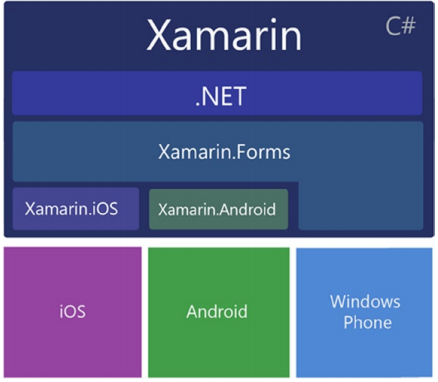 Xamarin
C#
.NET
Xamarin.Forms
Xamarin.iOS
Xamarin.Android
iOS
Android
Windows
Phone